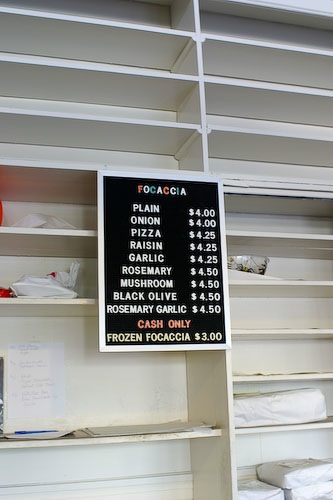 FOCACCIA
PLAIN $4.00
ONION $4.00
PIZZA $4.25
RAISIN $4.25
GARLIC $4.25
ROSEMARY $4.50
MUSHROOM $4.50
BLACK OLIVE $4.50
ROSEMARY GARLIC $4.50
CASH ONLY
FROZEN FOCACCIA $3.00